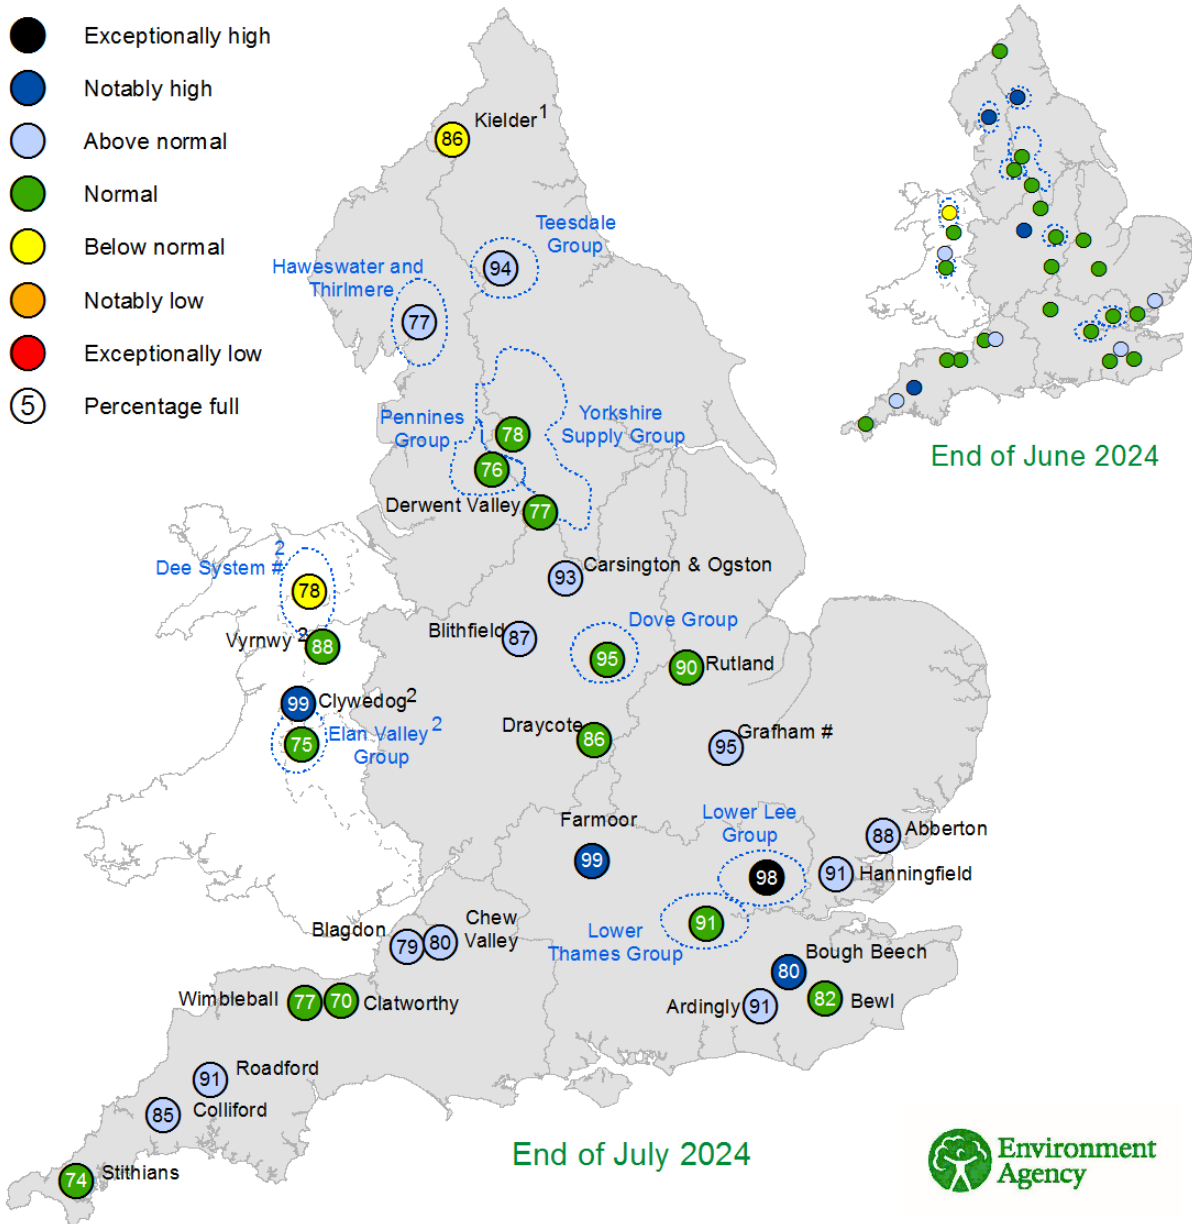 Exceptionally high
Notably high
Above normal
Normal
Below normal
Notably low
Exceptionally low
5 Percentage full
Kielder1
86
Teesdale
Group
94
Haweswater and
Thirlmere
77
Pennines
Group
Yorkshire
Supply Group
78
76
Derwent Valley
77
End of June 2024
2
Dee System #
78
Carsington & Ogston
93
Vyrnwy 2
88
Blithfield
87
Dove Group
95
90
Rutland
99
Clywedog2
Elan Valley2
Group
75
Draycote
86
Grafham #
95
Farmoor
99
Lower Lee
Group
98
88
Abberton
91
Hanningfield
Blagdon
79
Chew
Valley
80
Lower
Thames Group
91
Bough Beech
80
Wimbleball
77
70
Clatworthy
Ardingly
91
82
Bewl
91
Roadford
85
Colliford
74
Stithians
End of July 2024
Environment
Agency